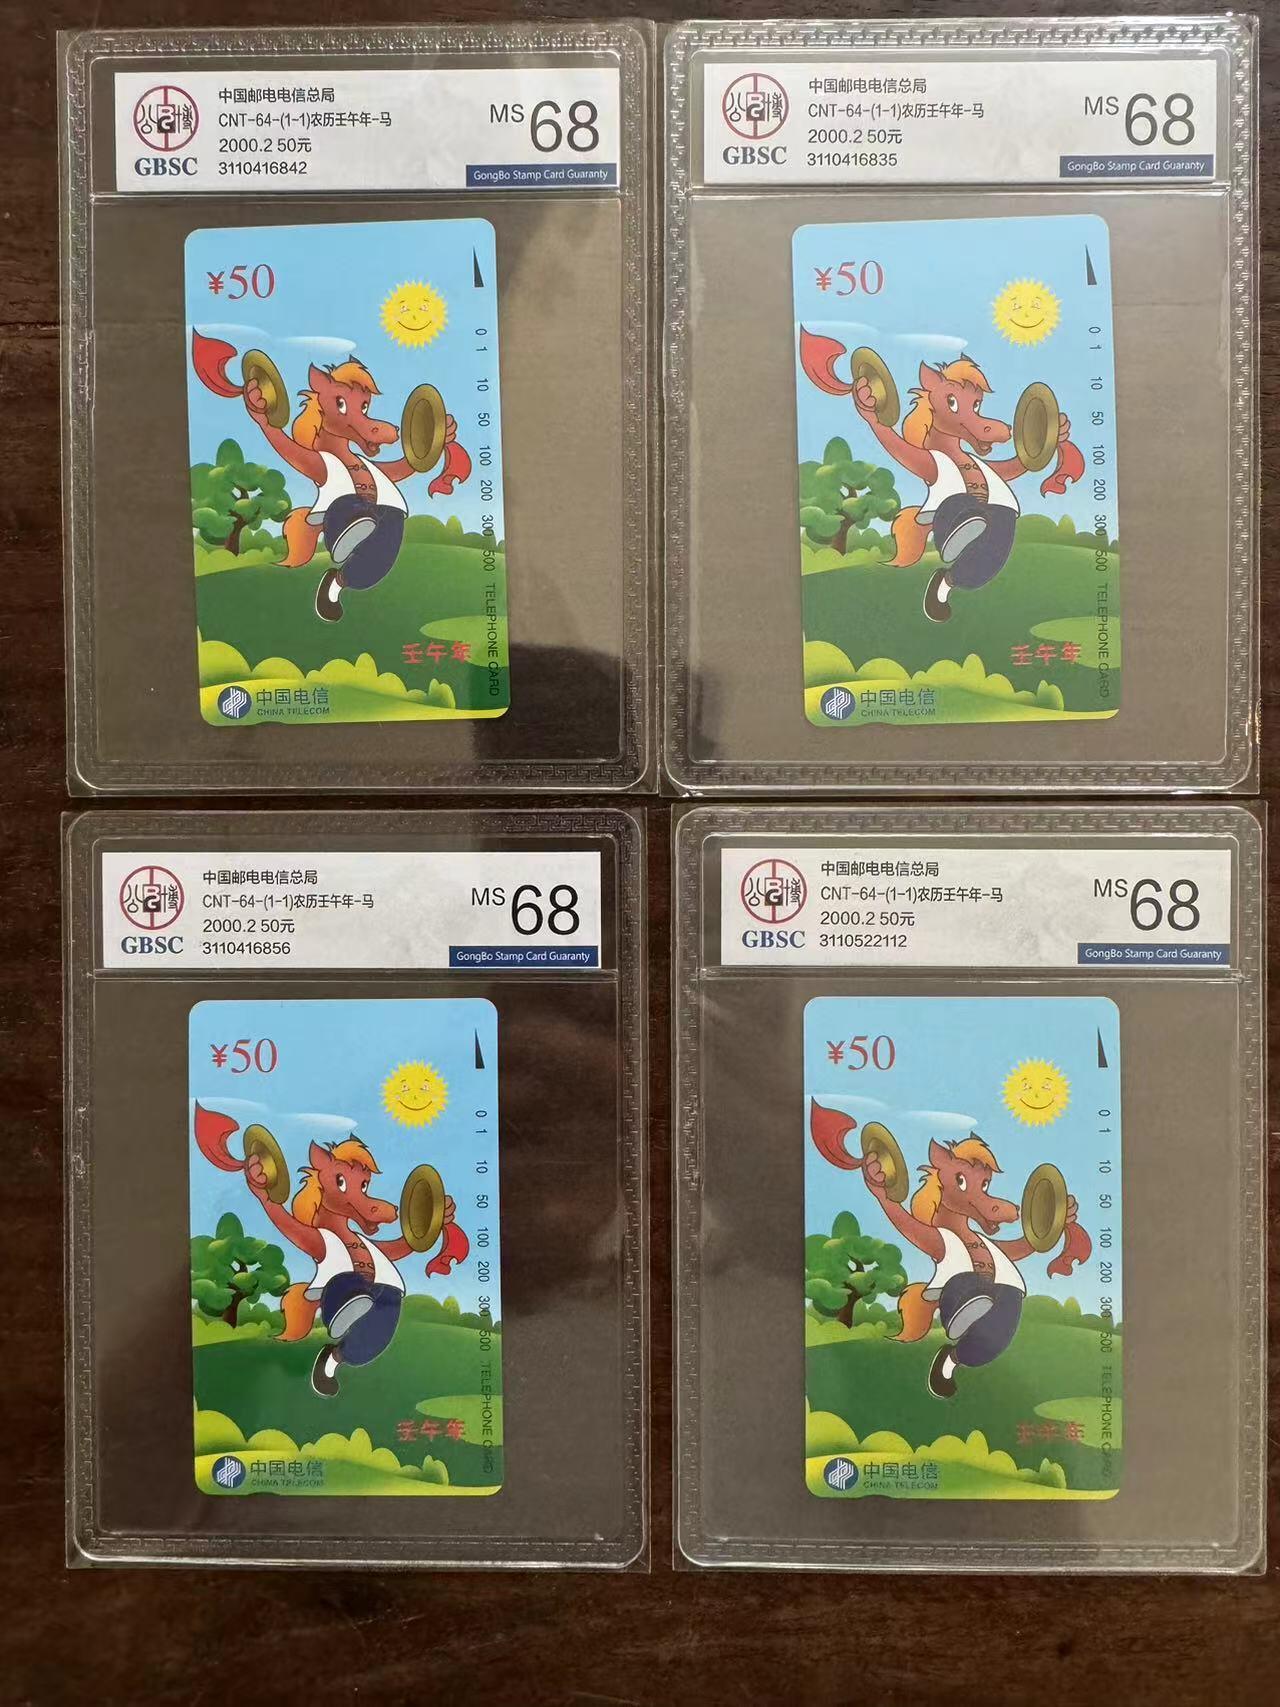 中国邮电电信总局
CNT-64-(1-1)农历壬午年-马
2000.2 50元
3110416842
GBSC
MS 68
GongBo Stamp Card Guaranty
¥50
0 1 10 50 100 200 300 500 TELEPHONE CARD
壬午年
中国电信
CHINA TELECOM
中国邮电电信总局
CNT-64-(1-1)农历壬午年-马
2000.2 50元
3110416835
GBSC
MS 68
GongBo Stamp Card Guaranty
¥50
0 1 10 50 100 200 300 500 TELEPHONE CARD
壬午年
中国电信
CHINA TELECOM
中国邮电电信总局
CNT-64-(1-1)农历壬午年-马
2000.2 50元
3110416856
GBSC
MS 68
GongBo Stamp Card Guaranty
¥50
0 1 10 50 100 200 300 500 TELEPHONE CARD
壬午年
中国电信
CHINA TELECOM
中国邮电电信总局
CNT-64-(1-1)农历壬午年-马
2000.2 50元
3110522112
GBSC
MS 68
GongBo Stamp Card Guaranty
¥50
0 1 10 50 100 200 300 500 TELEPHONE CARD
壬午年
中国电信
CHINA TELECOM